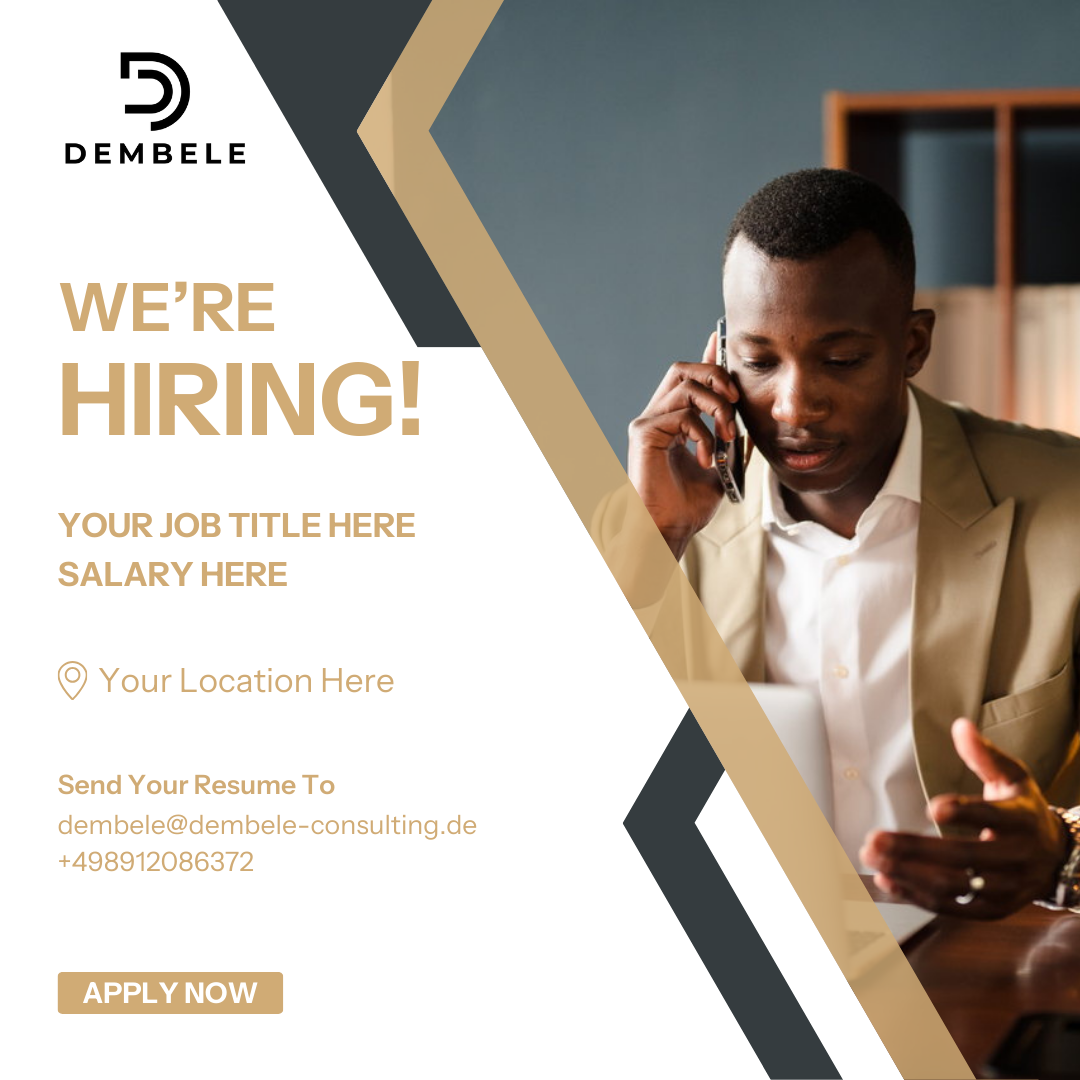 DEMBELE
WE’RE
HIRING!
YOUR JOB TITLE HERE
SALARY HERE
Your Location Here
Send Your Resume To
dembele@dembele-consulting.de
+498912086372
APPLY NOW